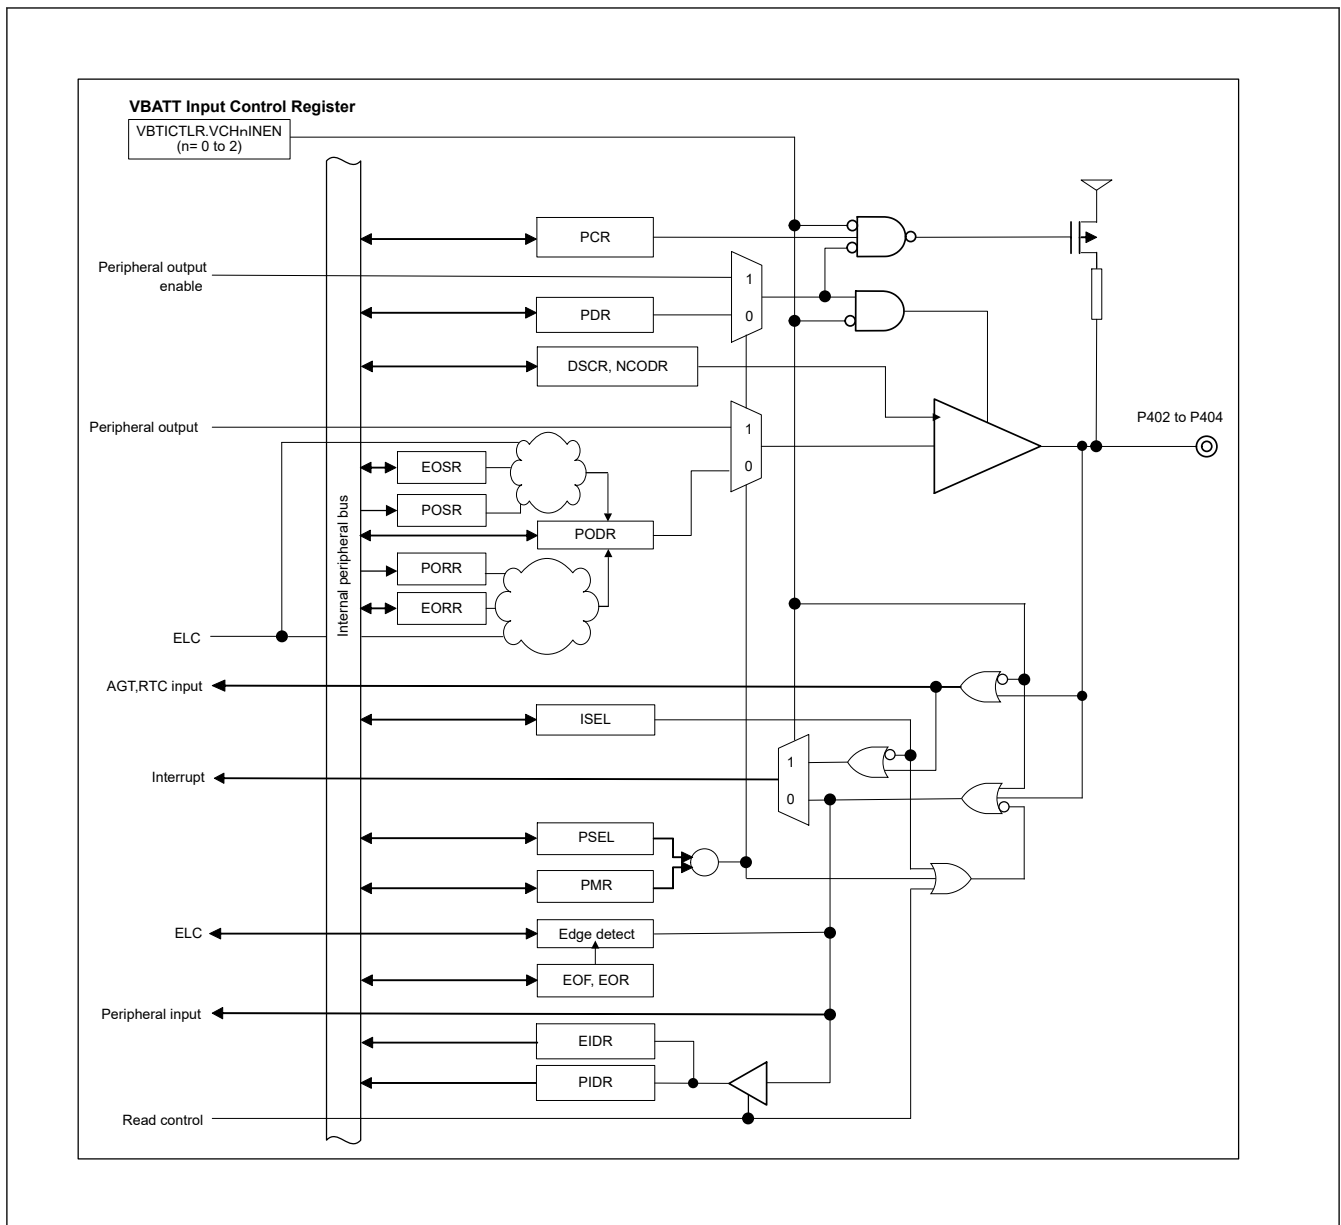 VBATT Input Control Register
VBTICTLR.VCHnINEN
(n= 0 to 2)
PCR
Peripheral output
enable
1
0
PDR
DSCR, NCODR
P402 to P404
Peripheral output
1
0
EOSR
POSR
PODR
Internal peripheral bus
PORR
EORR
ELC
AGT,RTC input
ISEL
Interrupt
1
0
PSEL
PMR
ELC
Edge detect
EOF, EOR
Peripheral input
EIDR
PIDR
Read control